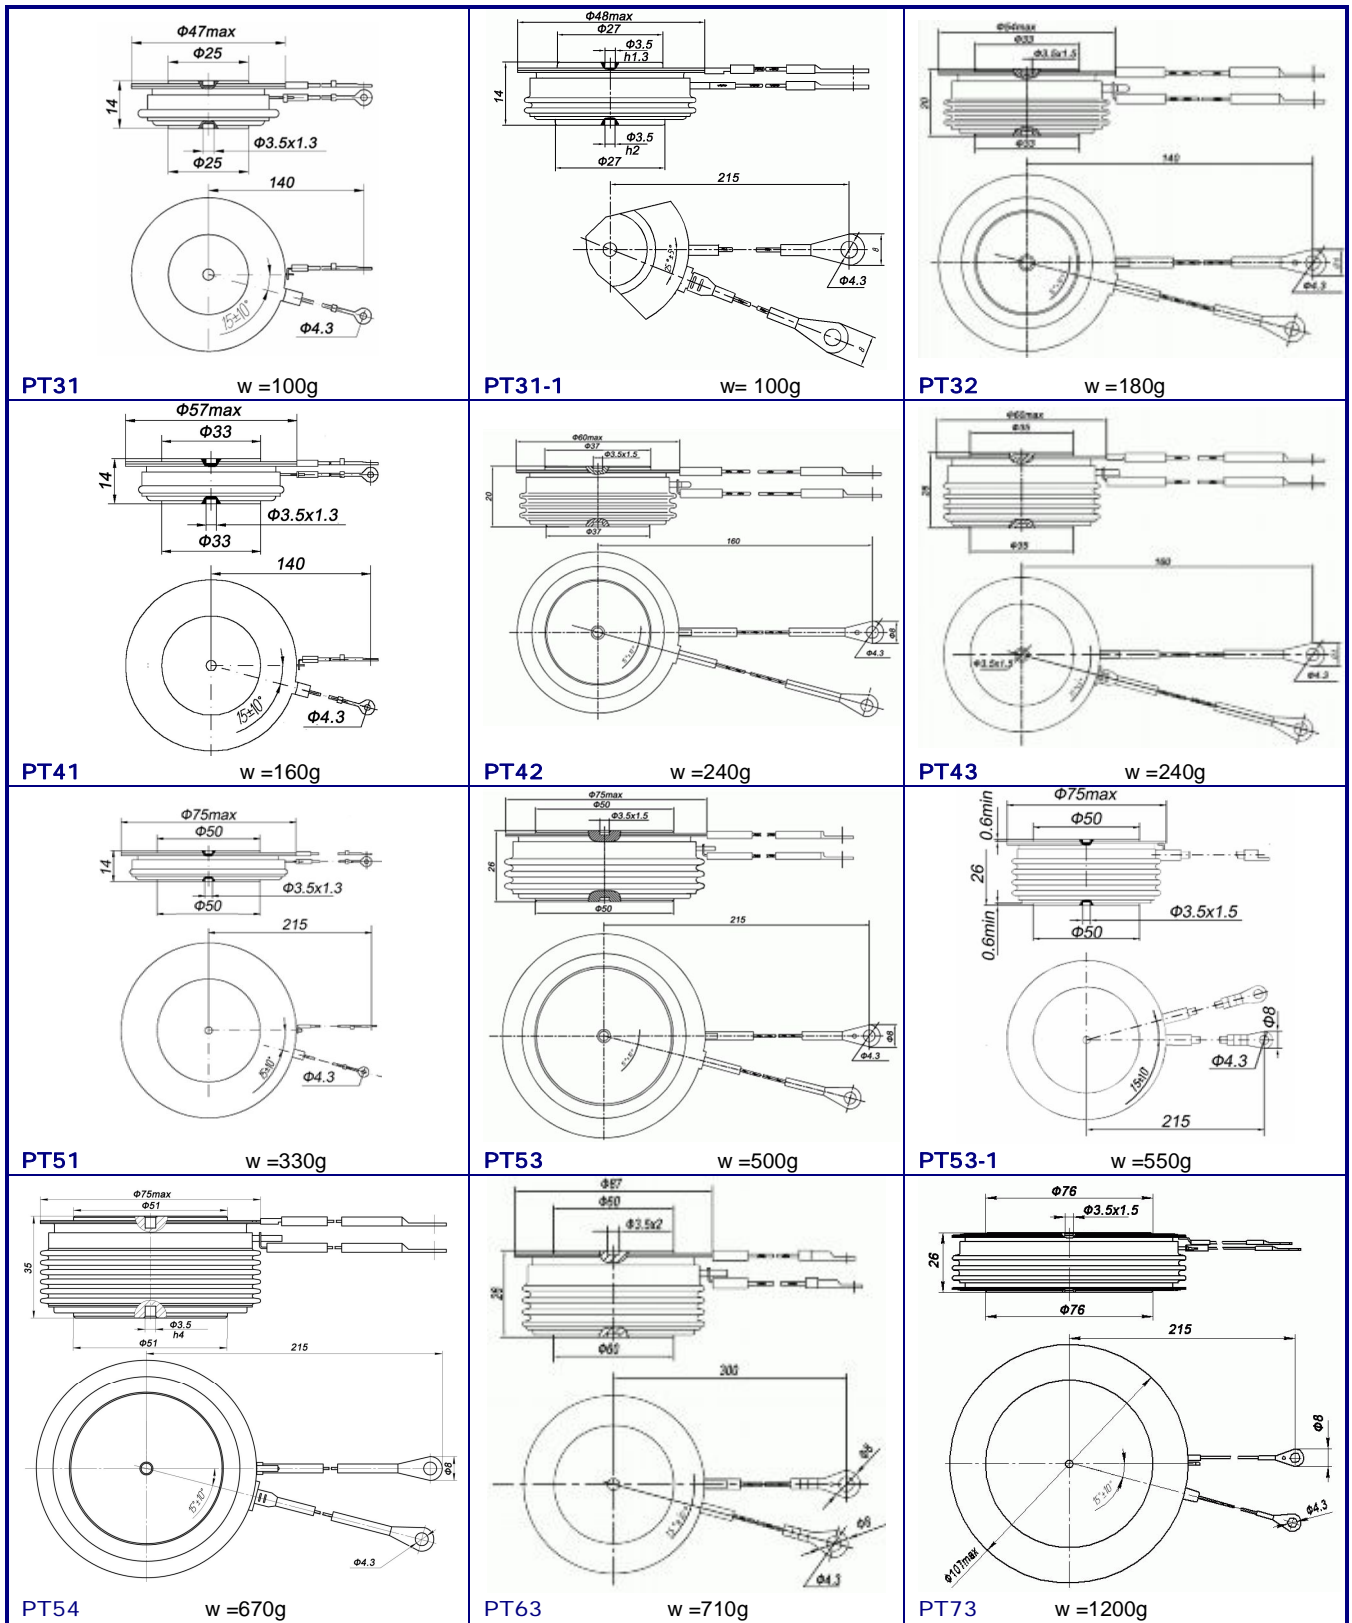 Φ47max
Φ25
14
Φ3.5x1.3
Φ25
140
15±10°
Φ4.3
PT31 w =100g
Φ48max
Φ27
Φ3.5
h1.3
14
Φ3.5
h2
Φ27
215
8
Φ4.3
8
PT31-1 w= 100g
Φ54max
Φ33
Φ3.5x1.5
20
Φ33
140
Φ4.3
PT32 w =180g
Φ57max
Φ33
14
Φ3.5x1.3
Φ33
140
15±10°
Φ4.3
PT41 w =160g
Φ60max
Φ37
Φ3.5x1.5
20
Φ37
160
Φ8
Φ4.3
PT42 w =240g
Φ60max
Φ35
Φ35
160
Φ3.5x1.5
Φ4.3
PT43 w =240g
Φ75max
Φ50
14
Φ3.5x1.3
Φ50
215
15±10°
Φ4.3
PT51 w =330g
Φ75max
Φ50
Φ3.5x1.5
26
Φ50
215
Φ8
Φ4.3
PT53 w =500g
Φ75max
0.6min
Φ50
26
Φ3.5x1.5
Φ50
0.6min
Φ8
Φ4.3
15±10
215
PT53-1 w =550g
Φ75max
Φ51
35
Φ3.5
h4
Φ51
215
Φ8
15°±10°
Φ4.3
PT54 w =670g
Φ87
Φ60
Φ3.5x2
26
Φ60
300
Φ8
Φ8
Φ4.3
PT63 w =710g
Φ76
Φ3.5x1.5
26
Φ76
215
Φ8
15°±10°
Φ4.3
Φ107max
PT73 w =1200g